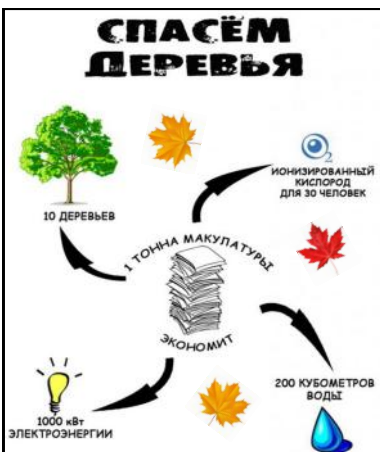 СПАСЁМ
ДЕРЕВЬЯ
O2
ИОНИЗИРОВАННЫЙ
КИСЛОРОД
ДЛЯ 30 ЧЕЛОВЕК
10 ДЕРЕВЬЕВ
1 ТОННА МАКУЛАТУРЫ
ЭКОНОМИТ
1000 кВт
ЭЛЕКТРОЭНЕРГИИ
200 КУБОМЕТРОВ
ВОДЫ